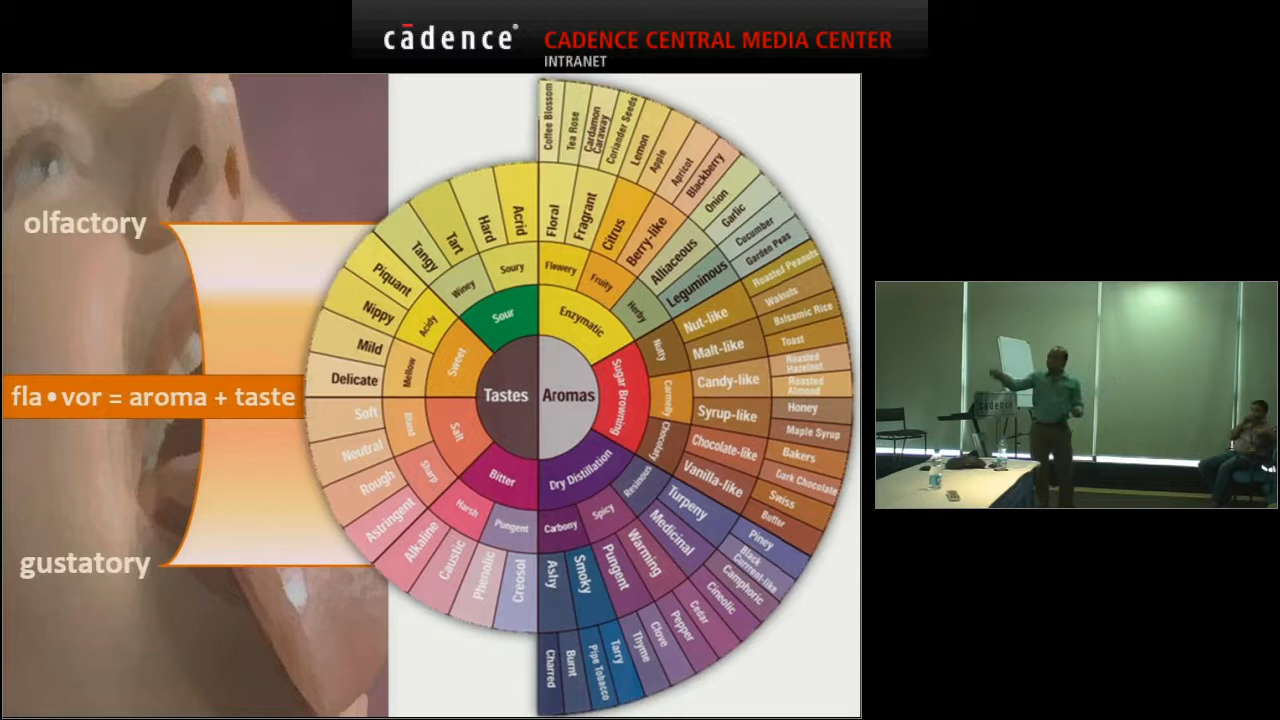 cādence®
CADENCE CENTRAL MEDIA CENTER
INTRANET
olfactory
fla•vor = aroma + taste
gustatory
Tastes
Aromas
Sour
Sweet
Salt
Bitter
Soury
Winey
Acidy
Mellow
Bland
Sharp
Harsh
Pungent
Acrid
Hard
Tart
Tangy
Piquant
Nippy
Mild
Delicate
Soft
Neutral
Rough
Astringent
Alkaline
Caustic
Phenolic
Creosol
Enzymatic
Sugar Browning
Dry Distillation
Flowery
Fruity
Herby
Nutty
Carmelly
Chocolaty
Resinous
Spicy
Carbony
Floral
Fragrant
Citrus
Berry-like
Alliaceous
Leguminous
Nut-like
Malt-like
Candy-like
Syrup-like
Chocolate-like
Vanilla-like
Turpeny
Medicinal
Warming
Pungent
Smoky
Ashy
Coffee Blossom
Tea Rose
Cardamon
Caraway
Coriander Seeds
Lemon
Apple
Apricot
Blackberry
Onion
Garlic
Cucumber
Garden Peas
Roasted Peanuts
Walnuts
Balsamic Rice
Toast
Roasted
Hazelnut
Roasted
Almond
Honey
Maple Syrup
Bakers
Dark Chocolate
Swiss
Butter
Piney
Black
Currrent-like
Camphoric
Cineolic
Cedar
Pepper
Clove
Thyme
Tarry
Pipe Tobacco
Burnt
Charred
cādence